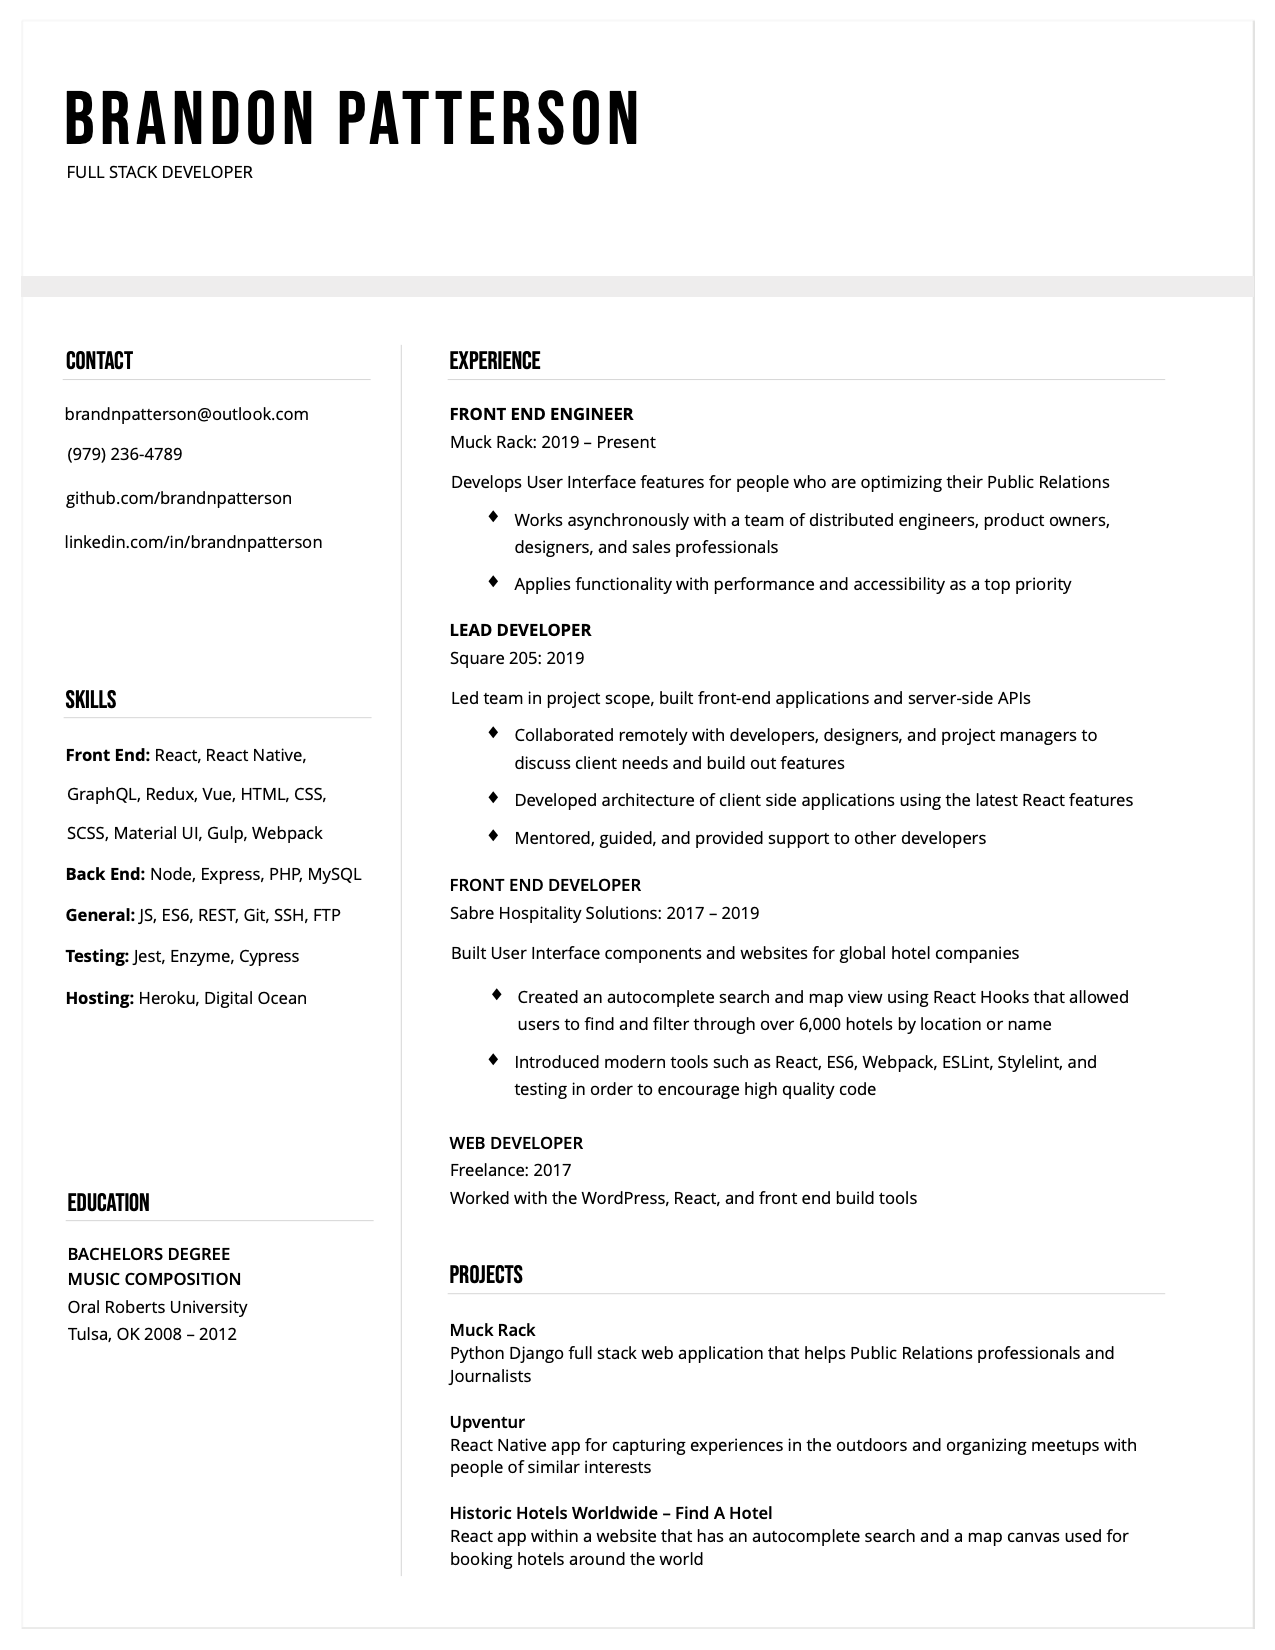 BRANDON PATTERSON
FULL STACK DEVELOPER
CONTACT
brandnpatterson@outlook.com
(979) 236-4789
github.com/brandnpatterson
linkedin.com/in/brandnpatterson
SKILLS
Front End: React, React Native,
GraphQL, Redux, Vue, HTML, CSS,
SCSS, Material UI, Gulp, Webpack
Back End: Node, Express, PHP, MySQL
General: JS, ES6, REST, Git, SSH, FTP
Testing: Jest, Enzyme, Cypress
Hosting: Heroku, Digital Ocean
EDUCATION
BACHELORS DEGREE
MUSIC COMPOSITION
Oral Roberts University
Tulsa, OK 2008 – 2012
EXPERIENCE
FRONT END ENGINEER
Muck Rack: 2019 – Present
Develops User Interface features for people who are optimizing their Public Relations
♦ Works asynchronously with a team of distributed engineers, product owners,
designers, and sales professionals
♦ Applies functionality with performance and accessibility as a top priority
LEAD DEVELOPER
Square 205: 2019
Led team in project scope, built front-end applications and server-side APIs
♦ Collaborated remotely with developers, designers, and project managers to
discuss client needs and build out features
♦ Developed architecture of client side applications using the latest React features
♦ Mentored, guided, and provided support to other developers
FRONT END DEVELOPER
Sabre Hospitality Solutions: 2017 – 2019
Built User Interface components and websites for global hotel companies
♦ Created an autocomplete search and map view using React Hooks that allowed
users to find and filter through over 6,000 hotels by location or name
♦ Introduced modern tools such as React, ES6, Webpack, ESLint, Stylelint, and
testing in order to encourage high quality code
WEB DEVELOPER
Freelance: 2017
Worked with the WordPress, React, and front end build tools
PROJECTS
Muck Rack
Python Django full stack web application that helps Public Relations professionals and
Journalists
Upventur
React Native app for capturing experiences in the outdoors and organizing meetups with
people of similar interests
Historic Hotels Worldwide – Find A Hotel
React app within a website that has an autocomplete search and a map canvas used for
booking hotels around the world